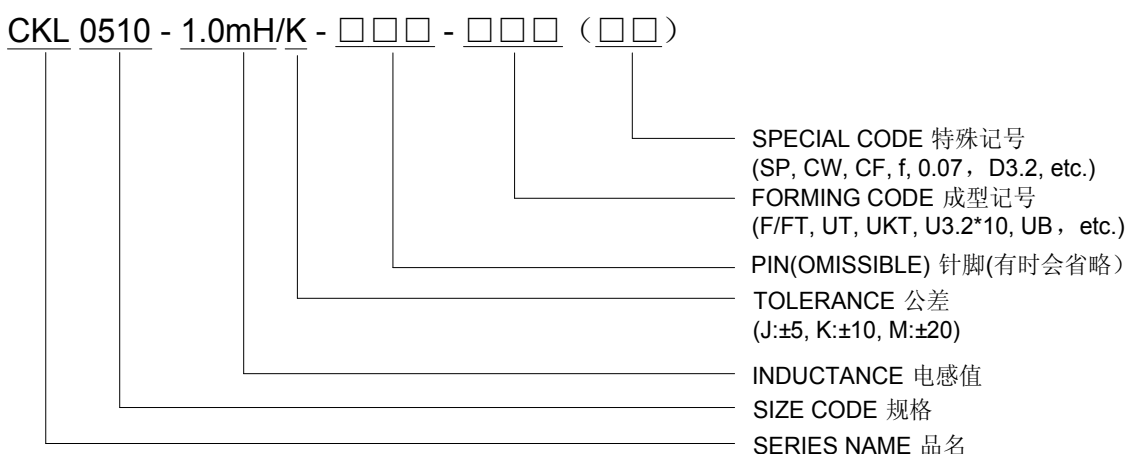 CKL 0510 - 1.0mH/K - □□□ - □□□（□□）
SPECIAL CODE 特殊记号
(SP, CW, CF, f, 0.07，D3.2, etc.)
FORMING CODE 成型记号
(F/FT, UT, UKT, U3.2*10, UB，etc.)
PIN(OMISSIBLE) 针脚(有时会省略）
TOLERANCE 公差
(J:±5, K:±10, M:±20)
INDUCTANCE 电感值
SIZE CODE 规格
SERIES NAME 品名